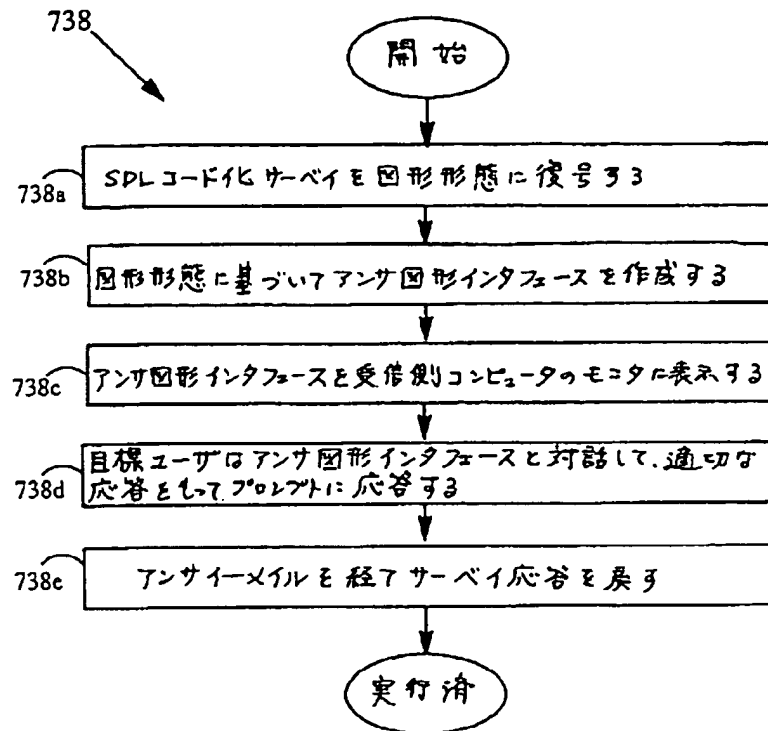 738
開始
738a
SDLコード化サーベイを図形形態に復号する
738b
図形形態に基づいてアンサ図形インタフェースを作成する
738c
アンサ図形インタフェースを受信側コンピュータのモニタに表示する
738d
目標ユーザはアンサ図形インタフェースと対話して、適切な
応答をもってプロンプトに応答する
738e
アンサイーメイルを経てサーベイ応答を戻す
実行済